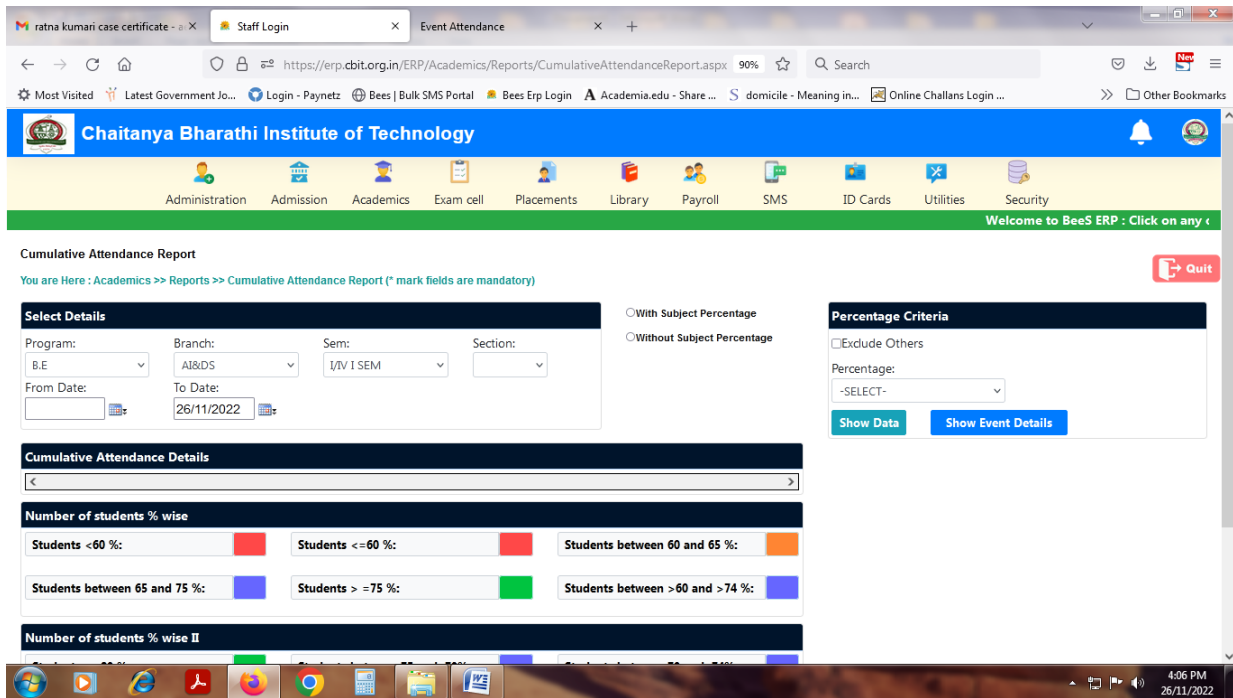 ratna kumari case certificate - a
Staff Login
Event Attendance
https://erp.cbit.org.in/ERP/Academics/Reports/CumulativeAttendanceReport.aspx
90%
Search
New
Most Visited
Latest Government Jo...
Login - Paynetz
Bees | Bulk SMS Portal
Bees Erp Login
Academia.edu - Share ...
domicile - Meaning in...
Online Challans Login ...
Other Bookmarks
Chaitanya Bharathi Institute of Technology
Administration
Admission
Academics
Exam cell
Placements
Library
Payroll
SMS
ID Cards
Utilities
Security
Welcome to BeeS ERP : Click on any
Cumulative Attendance Report
Quit
You are Here : Academics >> Reports >> Cumulative Attendance Report (* mark fields are mandatory)
Select Details
Program:
Branch:
Sem:
Section:
B.E
AI&DS
I/IV I SEM
From Date:
To Date:
26/11/2022
With Subject Percentage
Without Subject Percentage
Percentage Criteria
Exclude Others
Percentage:
-SELECT-
Show Data
Show Event Details
Cumulative Attendance Details
Number of students % wise
Students <60 %:
Students <=60 %:
Students between 60 and 65 %:
Students between 65 and 75 %:
Students > =75 %:
Students between >60 and >74 %:
Number of students % wise II
4:06 PM
26/11/2022